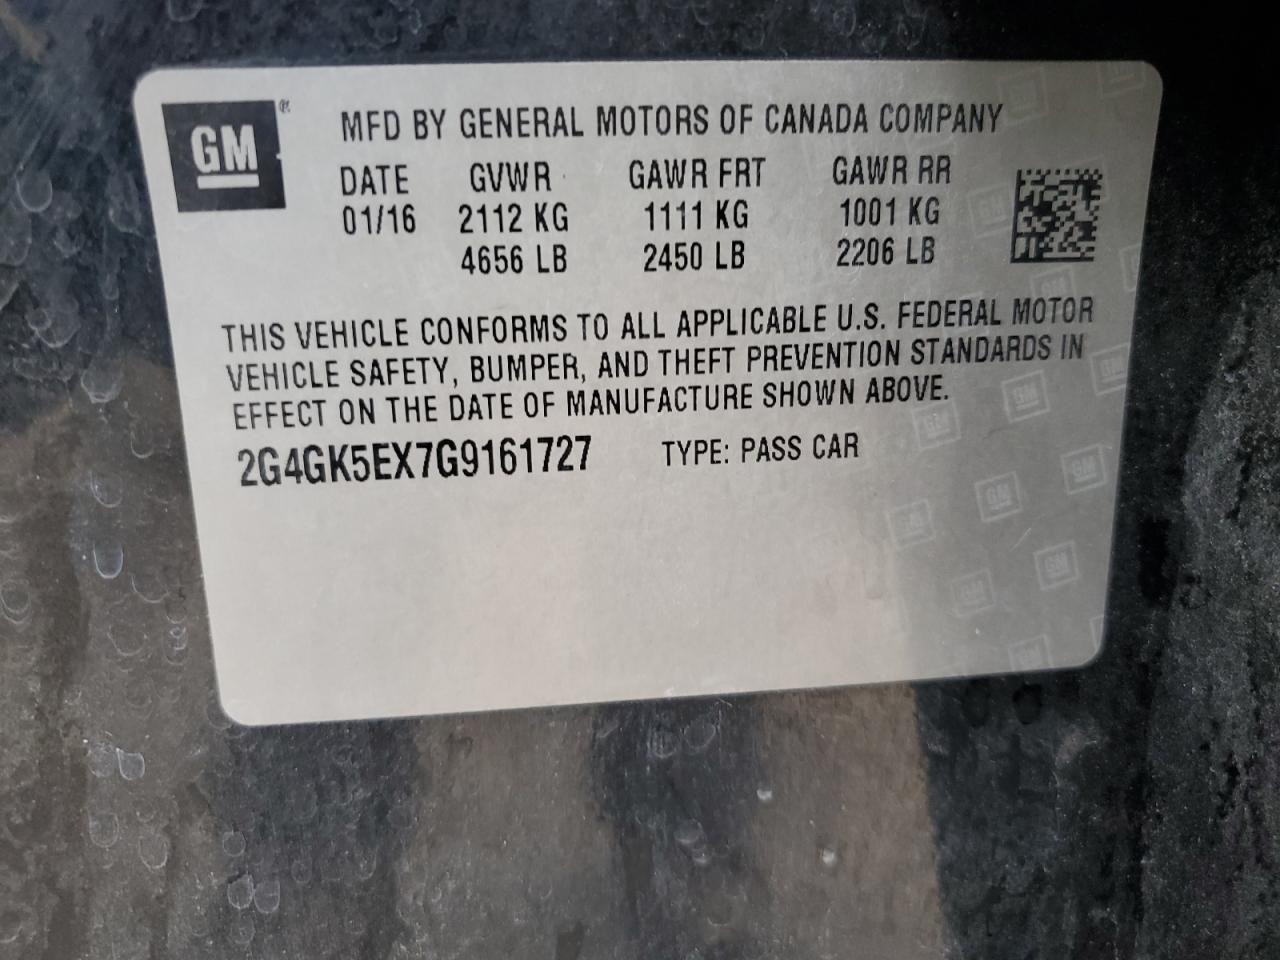 GM ®
MFD BY GENERAL MOTORS OF CANADA COMPANY
DATE GVWR GAWR FRT GAWR RR
01/16 2112 KG 1111 KG 1001 KG
4656 LB 2450 LB 2206 LB
THIS VEHICLE CONFORMS TO ALL APPLICABLE U.S. FEDERAL MOTOR
VEHICLE SAFETY, BUMPER, AND THEFT PREVENTION STANDARDS IN
EFFECT ON THE DATE OF MANUFACTURE SHOWN ABOVE.
2G4GK5EX7G9161727 TYPE: PASS CAR